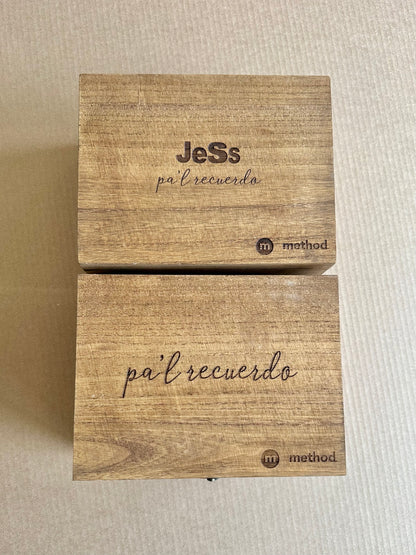 JeSs
pa'l recuerdo
m method
pa'l recuerdo
m method